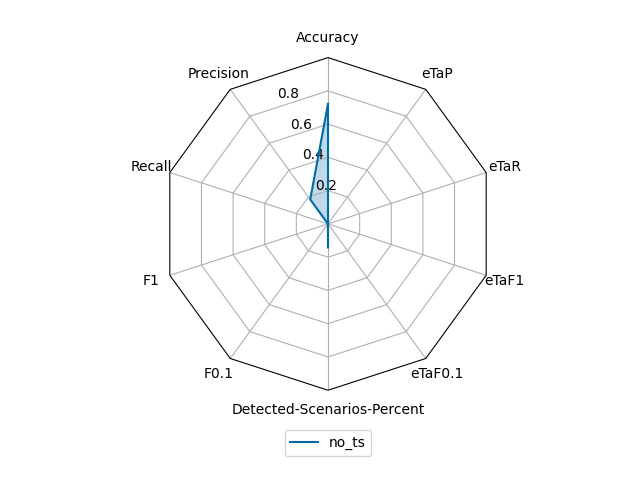 Accuracy
Precision
eTaP
0.8
0.6
0.4
0.2
Recall
eTaR
F1
eTaF1
F0.1
eTaF0.1
Detected-Scenarios-Percent
no_ts